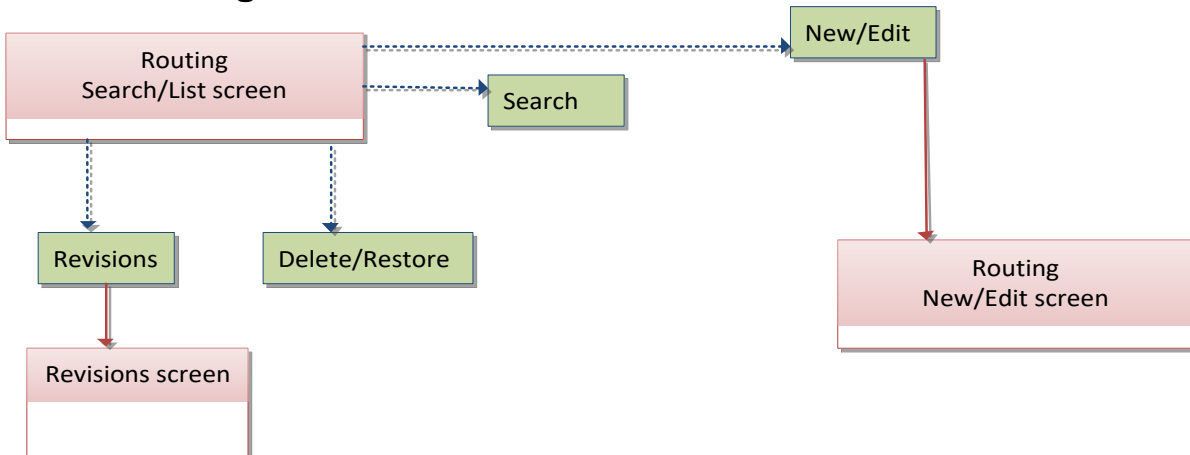 New/Edit
Routing
Search/List screen
Search
Revisions
Delete/Restore
Routing
New/Edit screen
Revisions screen